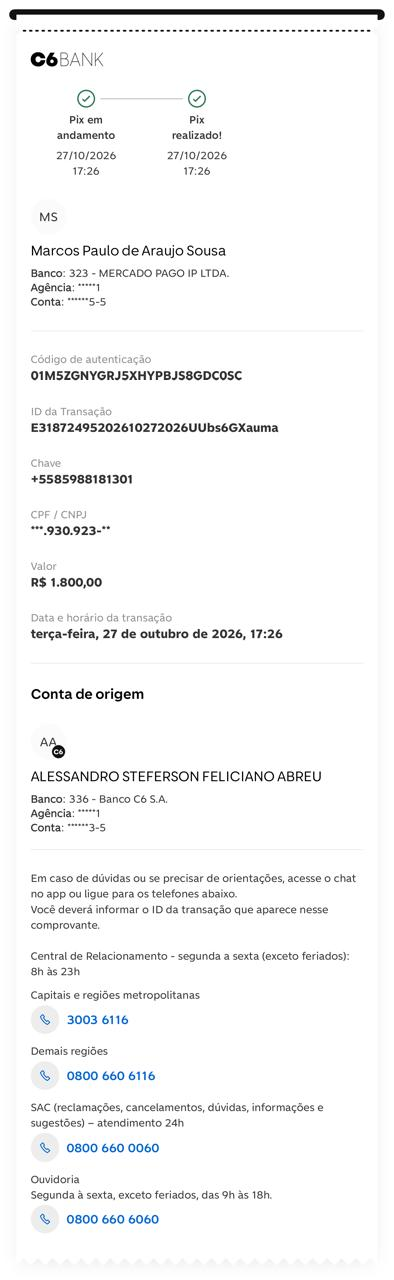 C6BANK
Pix em
andamento
27/10/2026
17:26
Pix
realizado!
27/10/2026
17:26
MS
Marcos Paulo de Araujo Sousa
Banco: 323 - MERCADO PAGO IP LTDA.
Agência: *****1
Conta: ******5-5
Código de autenticação
01M5ZGNYGRJ5XHYPBJS8GDC0SC
ID da Transação
E31872495202610272026UUbs6GXauma
Chave
+5585988181301
CPF / CNPJ
***.930.923-**
Valor
R$ 1.800,00
Data e horário da transação
terça-feira, 27 de outubro de 2026, 17:26
Conta de origem
AA
C6
ALESSANDRO STEFERSON FELICIANO ABREU
Banco: 336 - Banco C6 S.A.
Agência: *****1
Conta: ******3-5
Em caso de dúvidas ou se precisar de orientações, acesse o chat
no app ou ligue para os telefones abaixo.
Você deverá informar o ID da transação que aparece nesse
comprovante.
Central de Relacionamento - segunda a sexta (exceto feriados):
8h às 23h
Capitais e regiões metropolitanas
3003 6116
Demais regiões
0800 660 6116
SAC (reclamações, cancelamentos, dúvidas, informações e
sugestões) – atendimento 24h
0800 660 0060
Ouvidoria
Segunda à sexta, exceto feriados, das 9h às 18h.
0800 660 6060